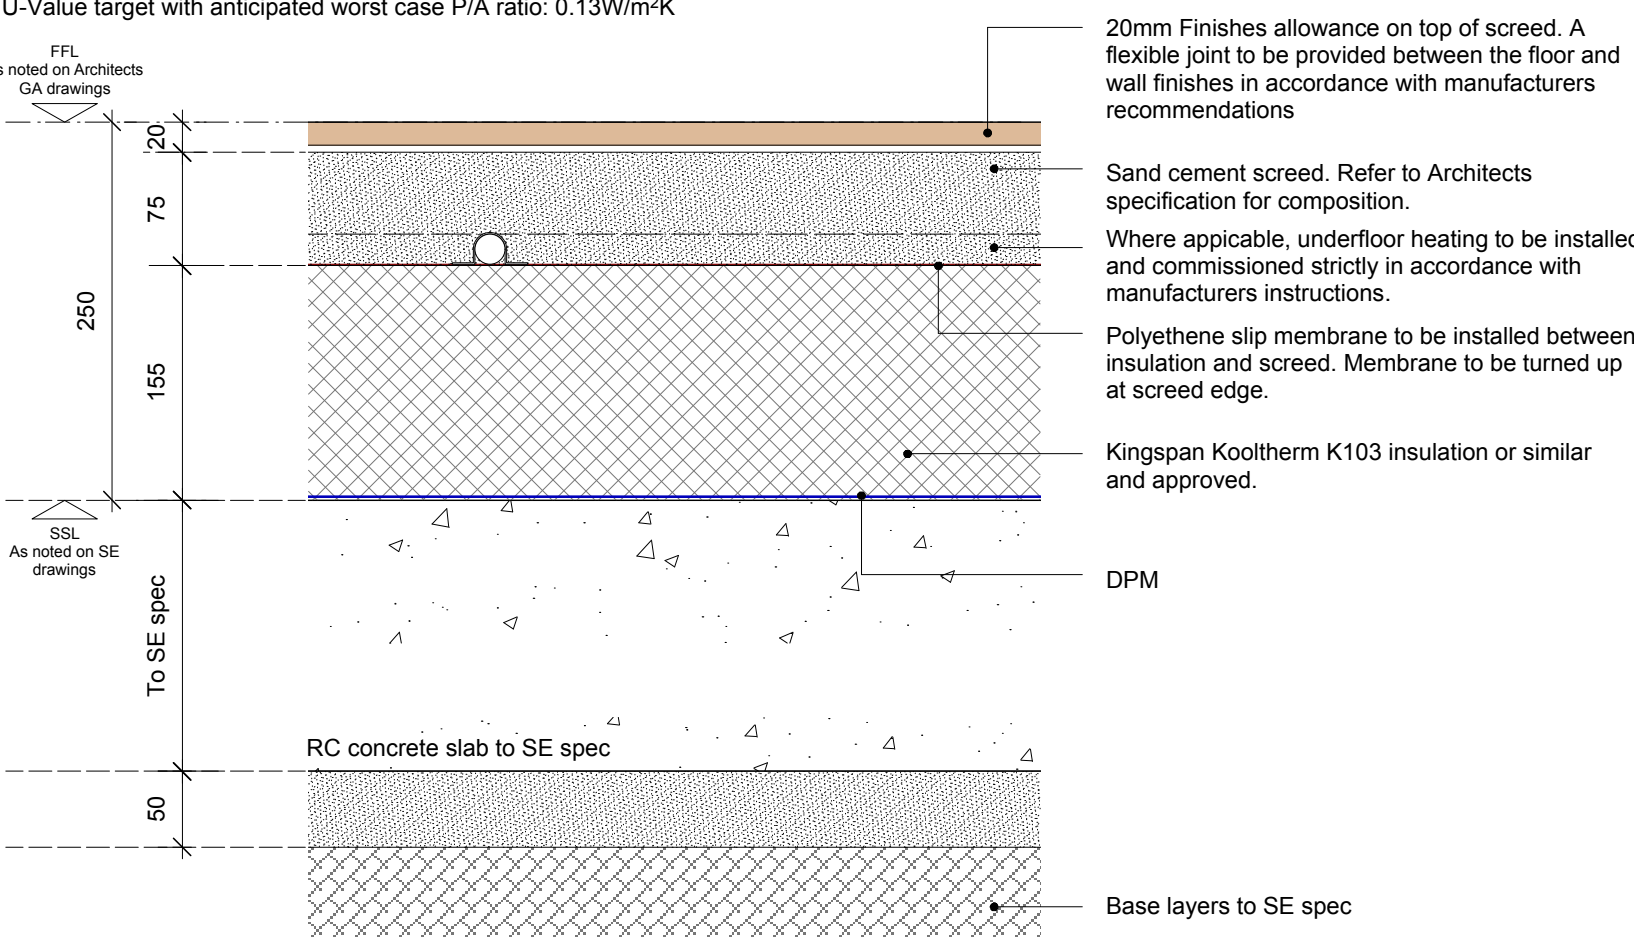 U-Value target with anticipated worst case P/A ratio: 0.13W/m²K
FFL
s noted on Architects
GA drawings
20
75
250
155
SSL
As noted on SE
drawings
To SE spec
50
20mm Finishes allowance on top of screed. A
flexible joint to be provided between the floor and
wall finishes in accordance with manufacturers
recommendations
Sand cement screed. Refer to Architects
specification for composition.
Where appicable, underfloor heating to be installed
and commissioned strictly in accordance with
manufacturers instructions.
Polyethene slip membrane to be installed between
insulation and screed. Membrane to be turned up
at screed edge.
Kingspan Kooltherm K103 insulation or similar
and approved.
DPM
RC concrete slab to SE spec
Base layers to SE spec